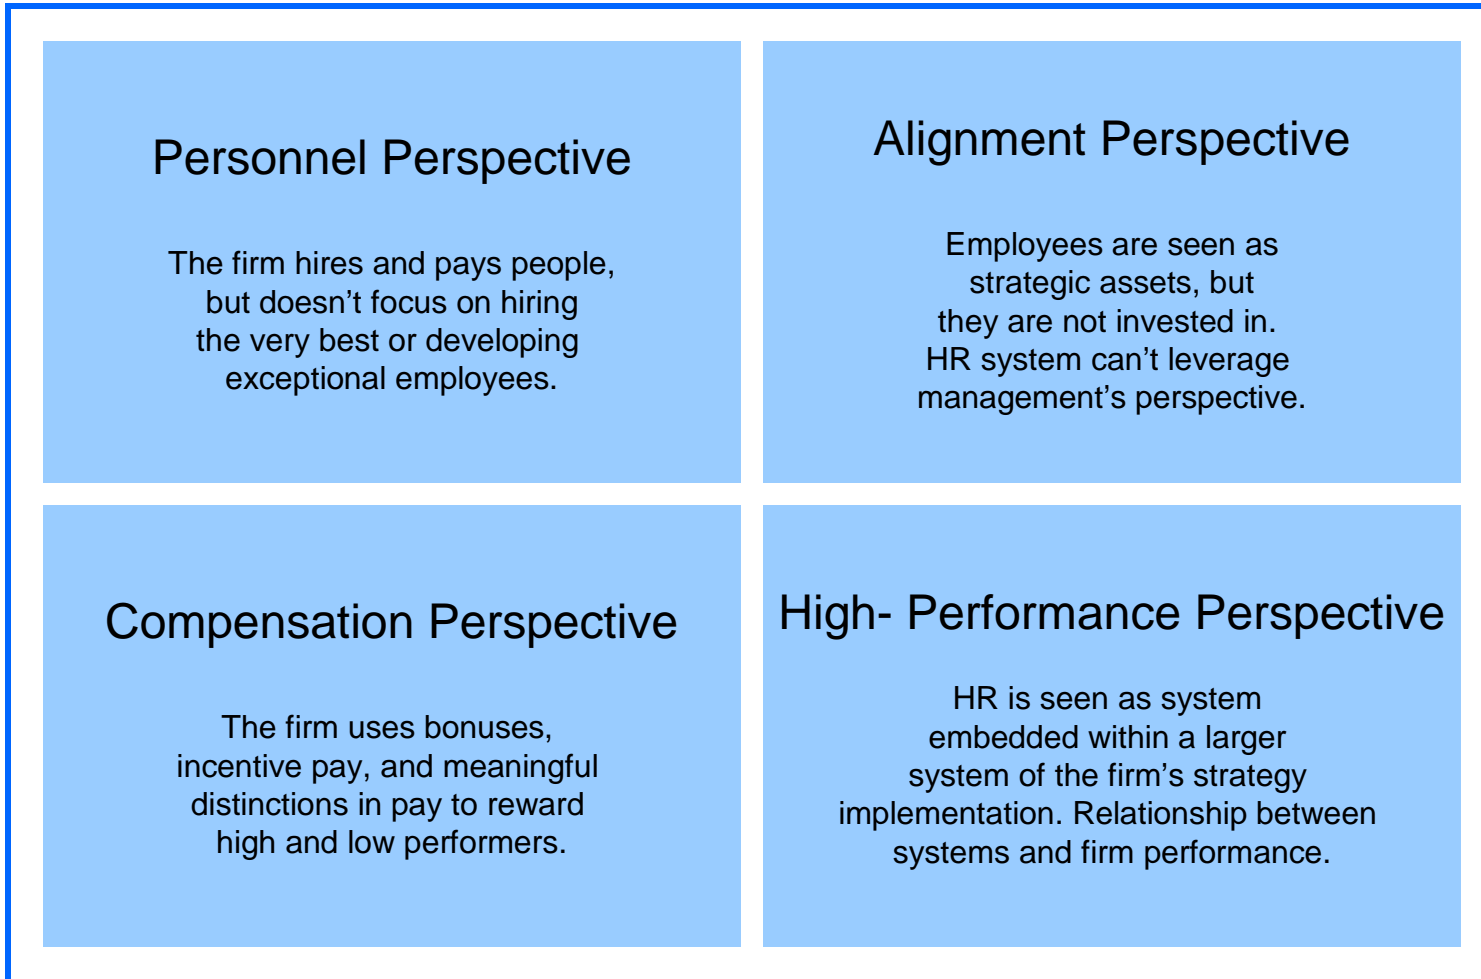 Personnel Perspective
The firm hires and pays people,
but doesn’t focus on hiring
the very best or developing
exceptional employees.
Alignment Perspective
Employees are seen as
strategic assets, but
they are not invested in.
HR system can’t leverage
management’s perspective.
Compensation Perspective
The firm uses bonuses,
incentive pay, and meaningful
distinctions in pay to reward
high and low performers.
High- Performance Perspective
HR is seen as system
embedded within a larger
system of the firm’s strategy
implementation. Relationship between
systems and firm performance.